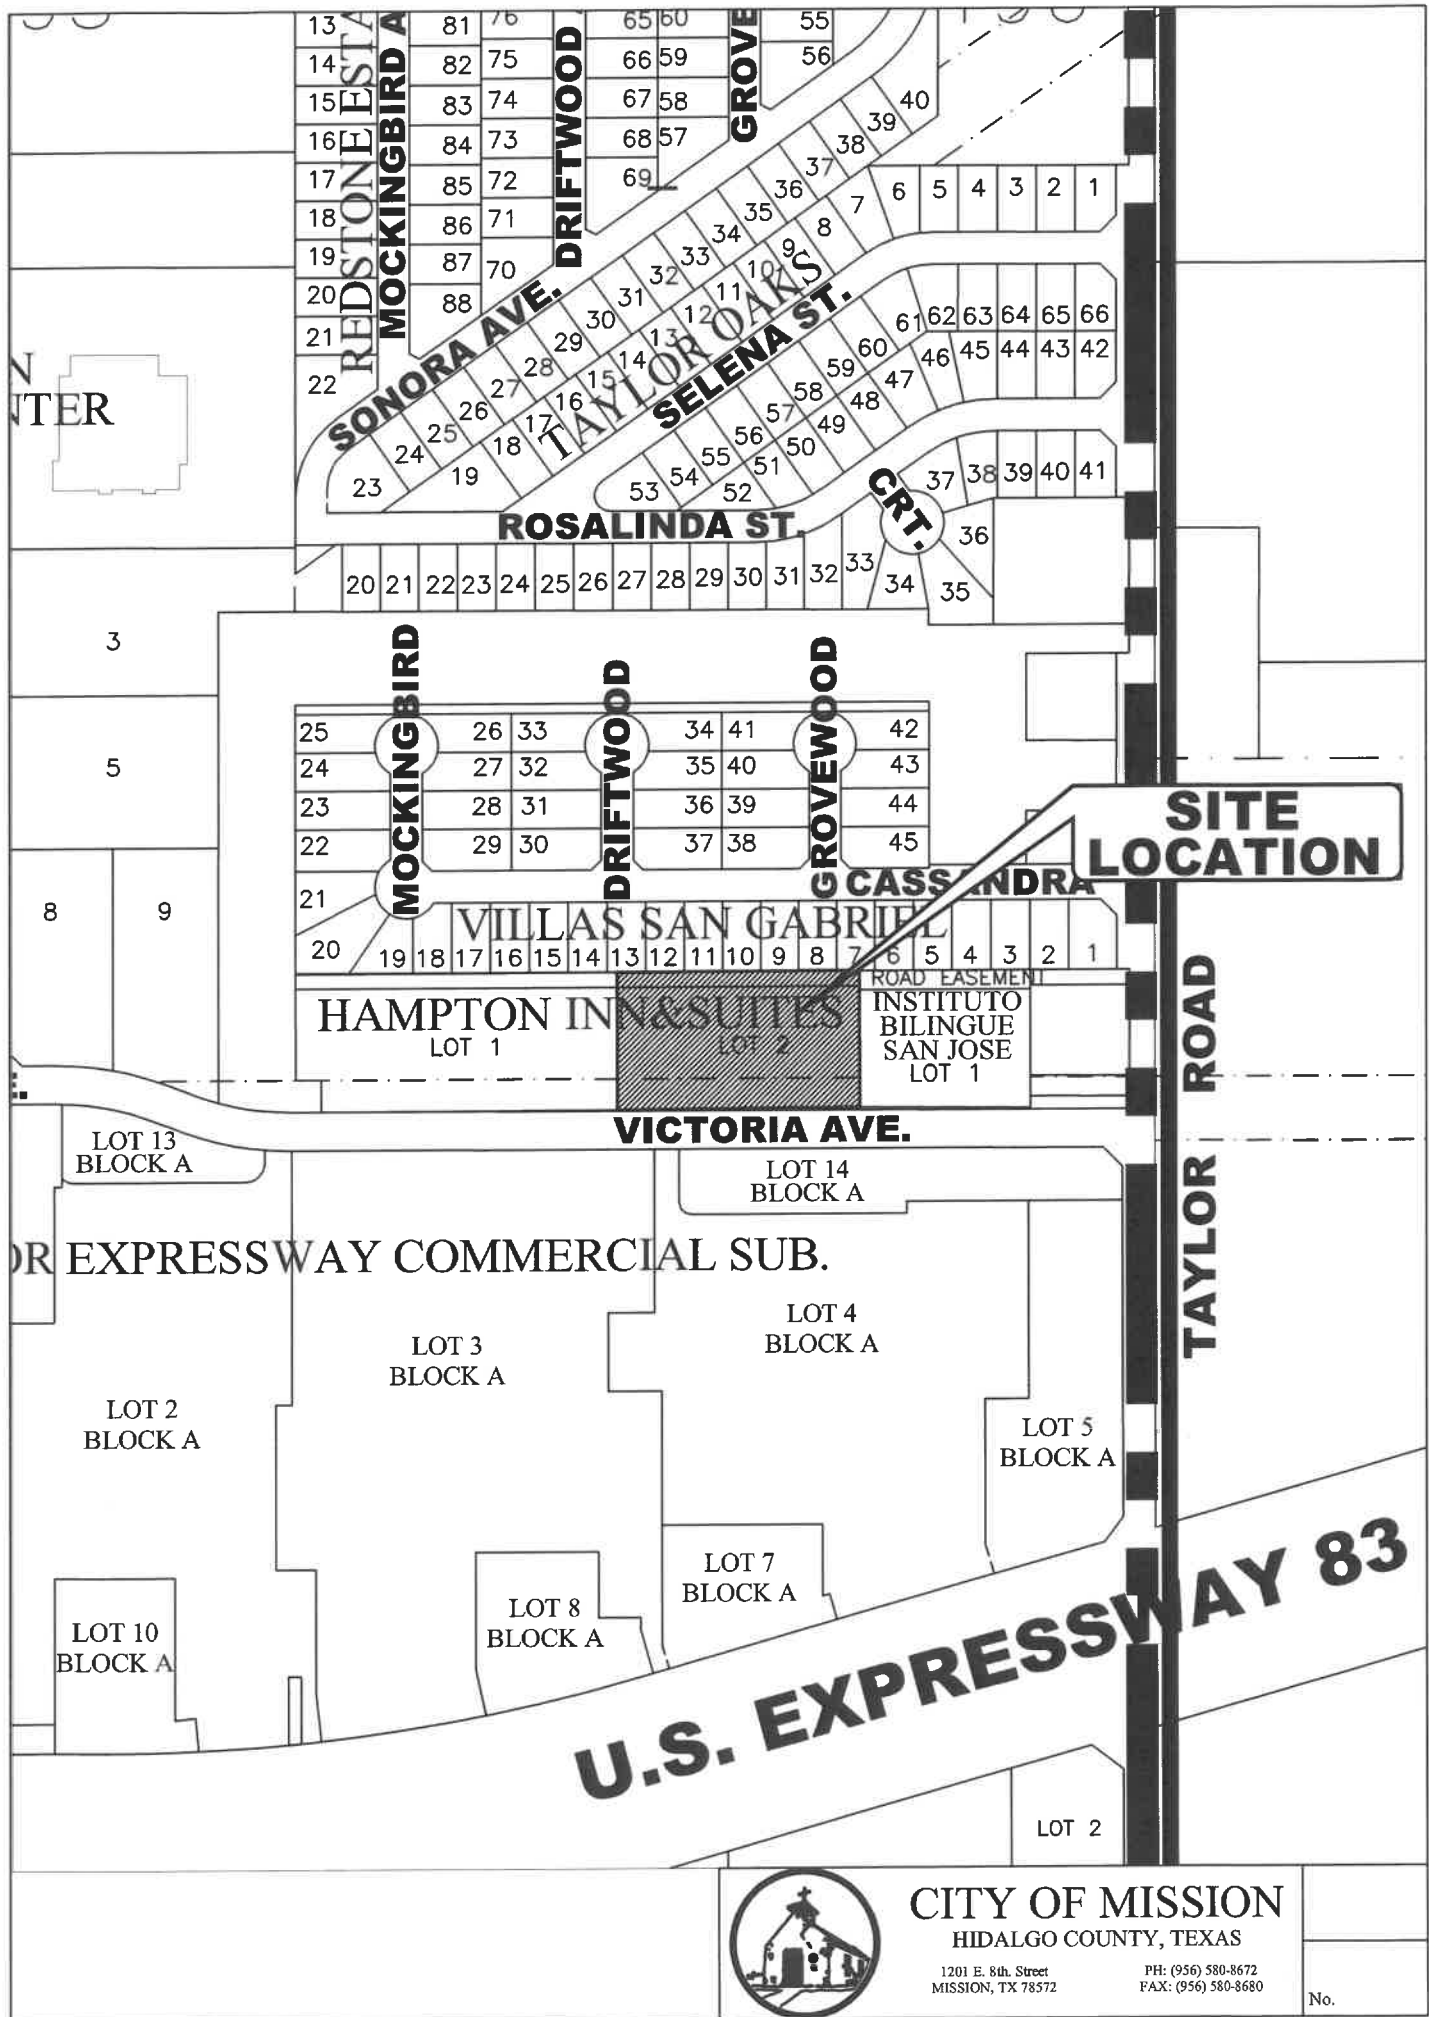 13
14
15
16
17
18
19
20
21
22
REDSTONE ESTA
MOCKINGBIRD A
81
82
83
84
85
86
87
88
76
75
74
73
72
71
70
DRIFTWOOD
65 60
66 59
67 58
68 57
69
GROVE
55
56
SONORA AVE.
40
39
38
37
36
35
34
33
32
31
30
29
28
27
26
25
24
23
6 5 4 3 2 1
7
8
9
10
11
12
13
14
15
16
17
18
19
TAYLOR OAKS
SELENA ST.
61 62 63 64 65 66
60
59
58
57
56
55
54
53
46 45 44 43 42
47
48
49
50
51
52
N
NTER
CRT.
37 38 39 40 41
36
35
34
33
ROSALINDA ST.
20 21 22 23 24 25 26 27 28 29 30 31 32
3
5
8
9
MOCKINGBIRD
DRIFTWOOD
GROVEWOOD
25 26 33 34 41 42
24 27 32 35 40 43
23 28 31 36 39 44
22 29 30 37 38 45
21
20
CASSANDRA
SITE
LOCATION
VILLAS SAN GABRIEL
19 18 17 16 15 14 13 12 11 10 9 8 7 6 5 4 3 2 1
ROAD EASEMENT
HAMPTON INN&SUITES
LOT 1
LOT 2
INSTITUTO
BILINGUE
SAN JOSE
LOT 1
E.
VICTORIA AVE.
TAYLOR ROAD
LOT 13
BLOCK A
LOT 14
BLOCK A
OR EXPRESSWAY COMMERCIAL SUB.
LOT 4
BLOCK A
LOT 3
BLOCK A
LOT 2
BLOCK A
LOT 5
BLOCK A
LOT 7
BLOCK A
LOT 8
BLOCK A
LOT 10
BLOCK A
U.S. EXPRESSWAY 83
LOT 2
CITY OF MISSION
HIDALGO COUNTY, TEXAS
1201 E. 8th. Street
MISSION, TX 78572
PH: (956) 580-8672
FAX: (956) 580-8680
No.